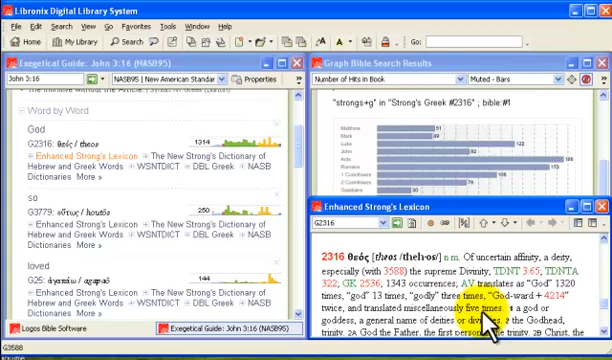 Libronix Digital Library System
File Edit Search View Go Favorites Tools Window Help
Home My Library Search Go:
Exegetical Guide: John 3:16 (NASB95)
John 3:16 NASB95 | New American Standar Properties
Word by Word
God
G2316: θεός / theos 1314
Enhanced Strong's Lexicon The New Strong's Dictionary of
Hebrew and Greek Words DBL Greek NASB
Dictionaries WSNTDICT More »
so
G3779: οὕτως / houtōs 250
Enhanced Strong's Lexicon The New Strong's Dictionary of
Hebrew and Greek Words WSNTDICT DBL Greek NASB
Dictionaries More »
loved
G25: ἀγαπάω / agapaō 144
Enhanced Strong's Lexicon The New Strong's Dictionary of
Hebrew and Greek Words WSNTDICT DBL Greek NASB
Dictionaries More »
Logos Bible Software Exegetical Guide: John 3:16 (NASB95)
G3588
Graph Bible Search Results
Number of Hits in Book Muted - Bars
"strongs+g" in "Strong's Greek #2316" ; bible:#1
Matthew 51
Mark 49
Luke 122
John 82
Acts
Romans 153
1 Corinthians
2 Corinthians 79
Galatians
Enhanced Strong's Lexicon
G2316
2316 θεός [theos /theh·os/] n m. Of uncertain affinity, a deity,
especially (with 3588) the supreme Divinity, TDNT 3:65; TDNTA
322; GK 2536; 1343 occurrences; AV translates as “God” 1320
times, “god” 13 times, “godly” three times, “God-ward + 4214”
twice, and translated miscellaneously five times. 1 a god or
goddess, a general name of deities or divinities. 2 the Godhead,
trinity. 2A God the Father, the first person in the trinity. 2B Christ, the